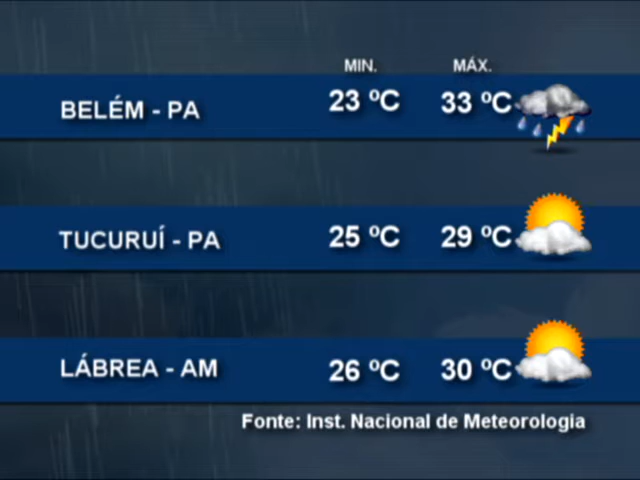 MIN. MÁX.
BELÉM - PA 23 ºC 33 ºC
TUCURUÍ - PA 25 ºC 29 ºC
LÁBREA - AM 26 ºC 30 ºC
Fonte: Inst. Nacional de Meteorologia